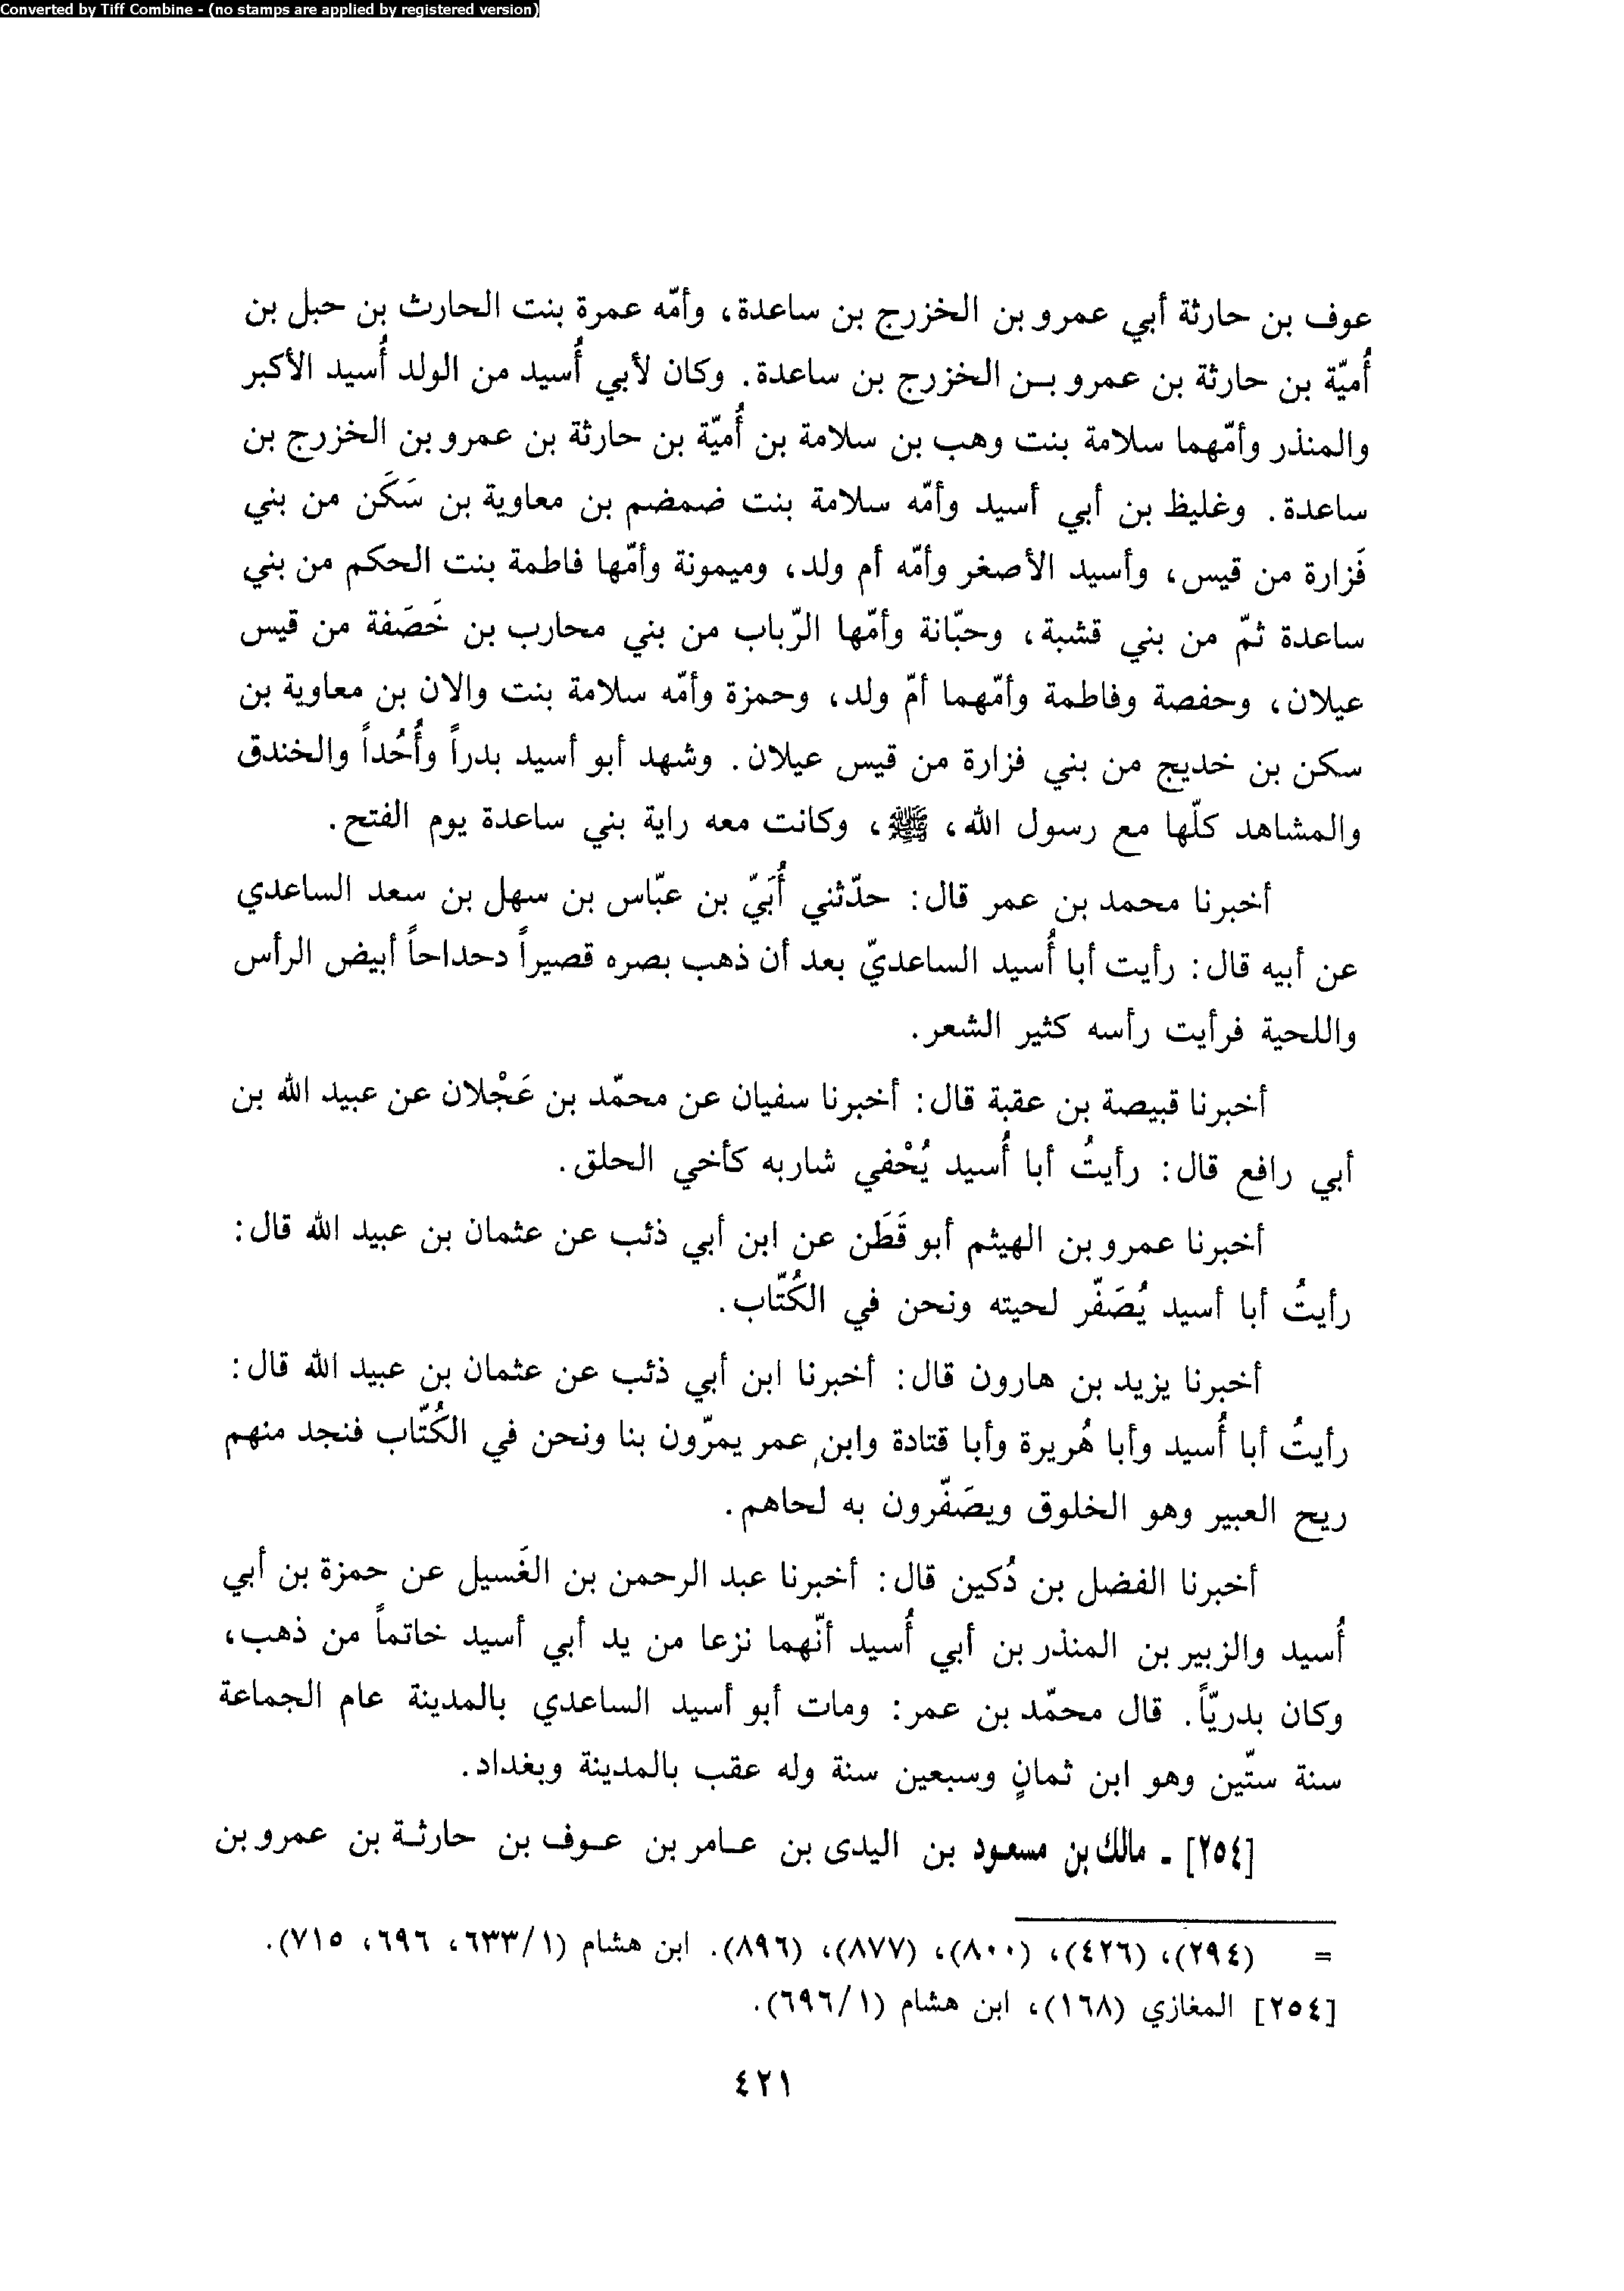 Converted by Tiff Combine - (no stamps are applied by registered version)
عوف بن حارثة أبي عمرو بن الخزرج بن ساعدة، وأمّه عمرة بنت الحارث بن حبل بن
أُميّة بن حارثة بن عمرو بن الخزرج بن ساعدة. وكان لأبي أُسيد من الولد أُسيد الأكبر
والمنذر وأمّهما سلامة بنت وهب بن سلامة بن أُميّة بن حارثة بن عمرو بن الخزرج بن
ساعدة. وغليظ بن أبي أسيد وأمّه سلامة بنت ضمضم بن معاوية بن سَكَن من بني
فَزارة من قيس، وأسيد الأصغر وأمّه أم ولد، وميمونة وأمّها فاطمة بنت الحكم من بني
ساعدة ثمّ من بني قشبة، وحبّانة وأمّها الرّباب من بني محارب بن خَصَفة من قيس
عيلان، وحفصة وفاطمة وأمّهما أمّ ولد، وحمزة وأمّه سلامة بنت والان بن معاوية بن
سكن بن خديج من بني فزارة من قيس عيلان. وشهد أبو أسيد بدراً وأُحُداً والخندق
والمشاهد كلّها مع رسول الله، ﷺ، وكانت معه راية بني ساعدة يوم الفتح.
أخبرنا محمد بن عمر قال: حدّثني أُبَيّ بن عبّاس بن سهل بن سعد الساعدي
عن أبيه قال: رأيت أبا أُسيد الساعديّ بعد أن ذهب بصره قصيراً دحداحاً أبيض الرأس
واللحية فرأيت رأسه كثير الشعر.
أخبرنا قبيصة بن عقبة قال: أخبرنا سفيان عن محمّد بن عَجْلان عن عبيد الله بن
أبي رافع قال: رأيتُ أبا أُسيد يُحْفي شاربه كأخي الحلق.
أخبرنا عمرو بن الهيثم أبو قَطَن عن ابن أبي ذئب عن عثمان بن عبيد الله قال:
رأيتُ أبا أسيد يُصَفّر لحيته ونحن في الكُتّاب.
أخبرنا يزيد بن هارون قال: أخبرنا ابن أبي ذئب عن عثمان بن عبيد الله قال:
رأيتُ أبا أُسيد وأبا هُريرة وأبا قتادة وابن عمر يمرّون بنا ونحن في الكُتّاب فنجد منهم
ريح العبير وهو الخلوق ويصَفّرون به لحاهم.
أخبرنا الفضل بن دُكين قال: أخبرنا عبد الرحمن بن الغَسيل عن حمزة بن أبي
أُسيد والزبير بن المنذر بن أبي أُسيد أنّهما نزعا من يد أبي أسيد خاتماً من ذهب،
وكان بدريّاً. قال محمّد بن عمر: ومات أبو أسيد الساعدي بالمدينة عام الجماعة
سنة ستّين وهو ابن ثمانٍ وسبعين سنة وله عقب بالمدينة وبغداد.
[٢٥٤] ـ مالك بن مسعود بن اليدى بن عامر بن عوف بن حارثة بن عمرو بن
= (٢٩٤)، (٤٢٦)، (٨٠٠)، (٨٧٧)، (٨٩٦). ابن هشام (٦٣٣/١، ٦٩٦، ٧١٥).
[٢٥٤] المغازي (١٦٨)، ابن هشام (٦٩٦/١).
٤٢١